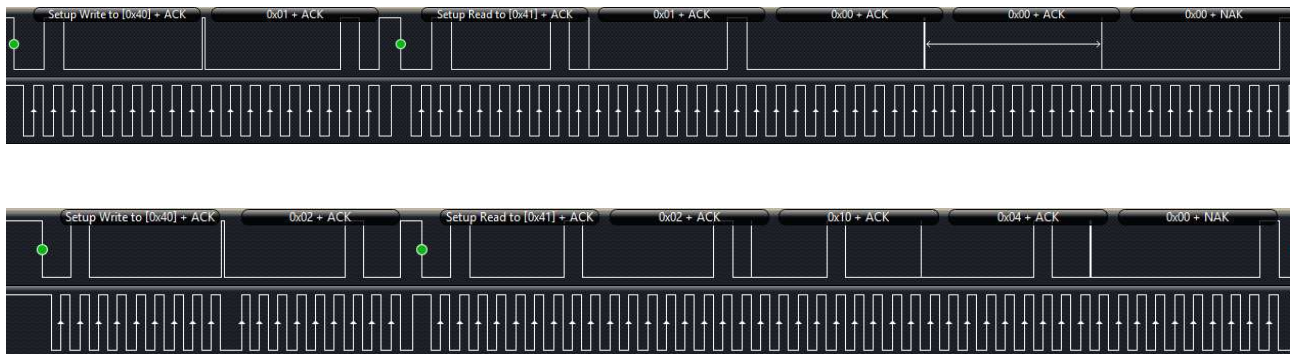 Setup Write to [0x40] + ACK 0x01 + ACK Setup Read to [0x41] + ACK 0x01 + ACK 0x00 + ACK 0x00 + ACK 0x00 + NAK
Setup Write to [0x40] + ACK 0x02 + ACK Setup Read to [0x41] + ACK 0x02 + ACK 0x10 + ACK 0x04 + ACK 0x00 + NAK